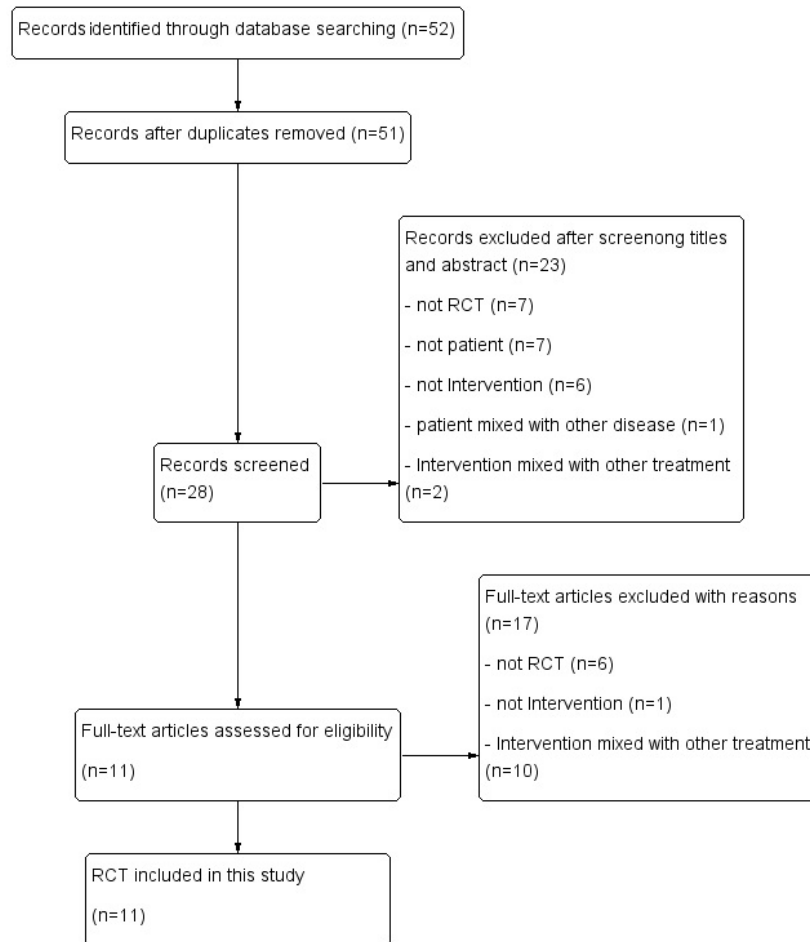 Records identified through database searching (n=52)
Records after duplicates removed (n=51)
Records excluded after screenong titles
and abstract (n=23)
- not RCT (n=7)
- not patient (n=7)
- not Intervention (n=6)
- patient mixed with other disease (n=1)
- Intervention mixed with other treatment
(n=2)
Records screened
(n=28)
Full-text articles excluded with reasons
(n=17)
- not RCT (n=6)
- not Intervention (n=1)
- Intervention mixed with other treatment
(n=10)
Full-text articles assessed for eligibility
(n=11)
RCT included in this study
(n=11)